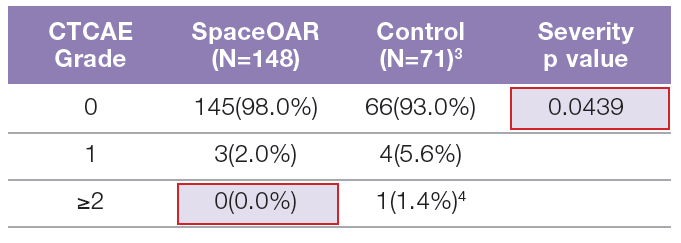 CTCAE Grade SpaceOAR (N=148) Control (N=71)³ Severity p value
0 145(98.0%) 66(93.0%) 0.0439
1 3(2.0%) 4(5.6%)
≥2 0(0.0%) 1(1.4%)⁴